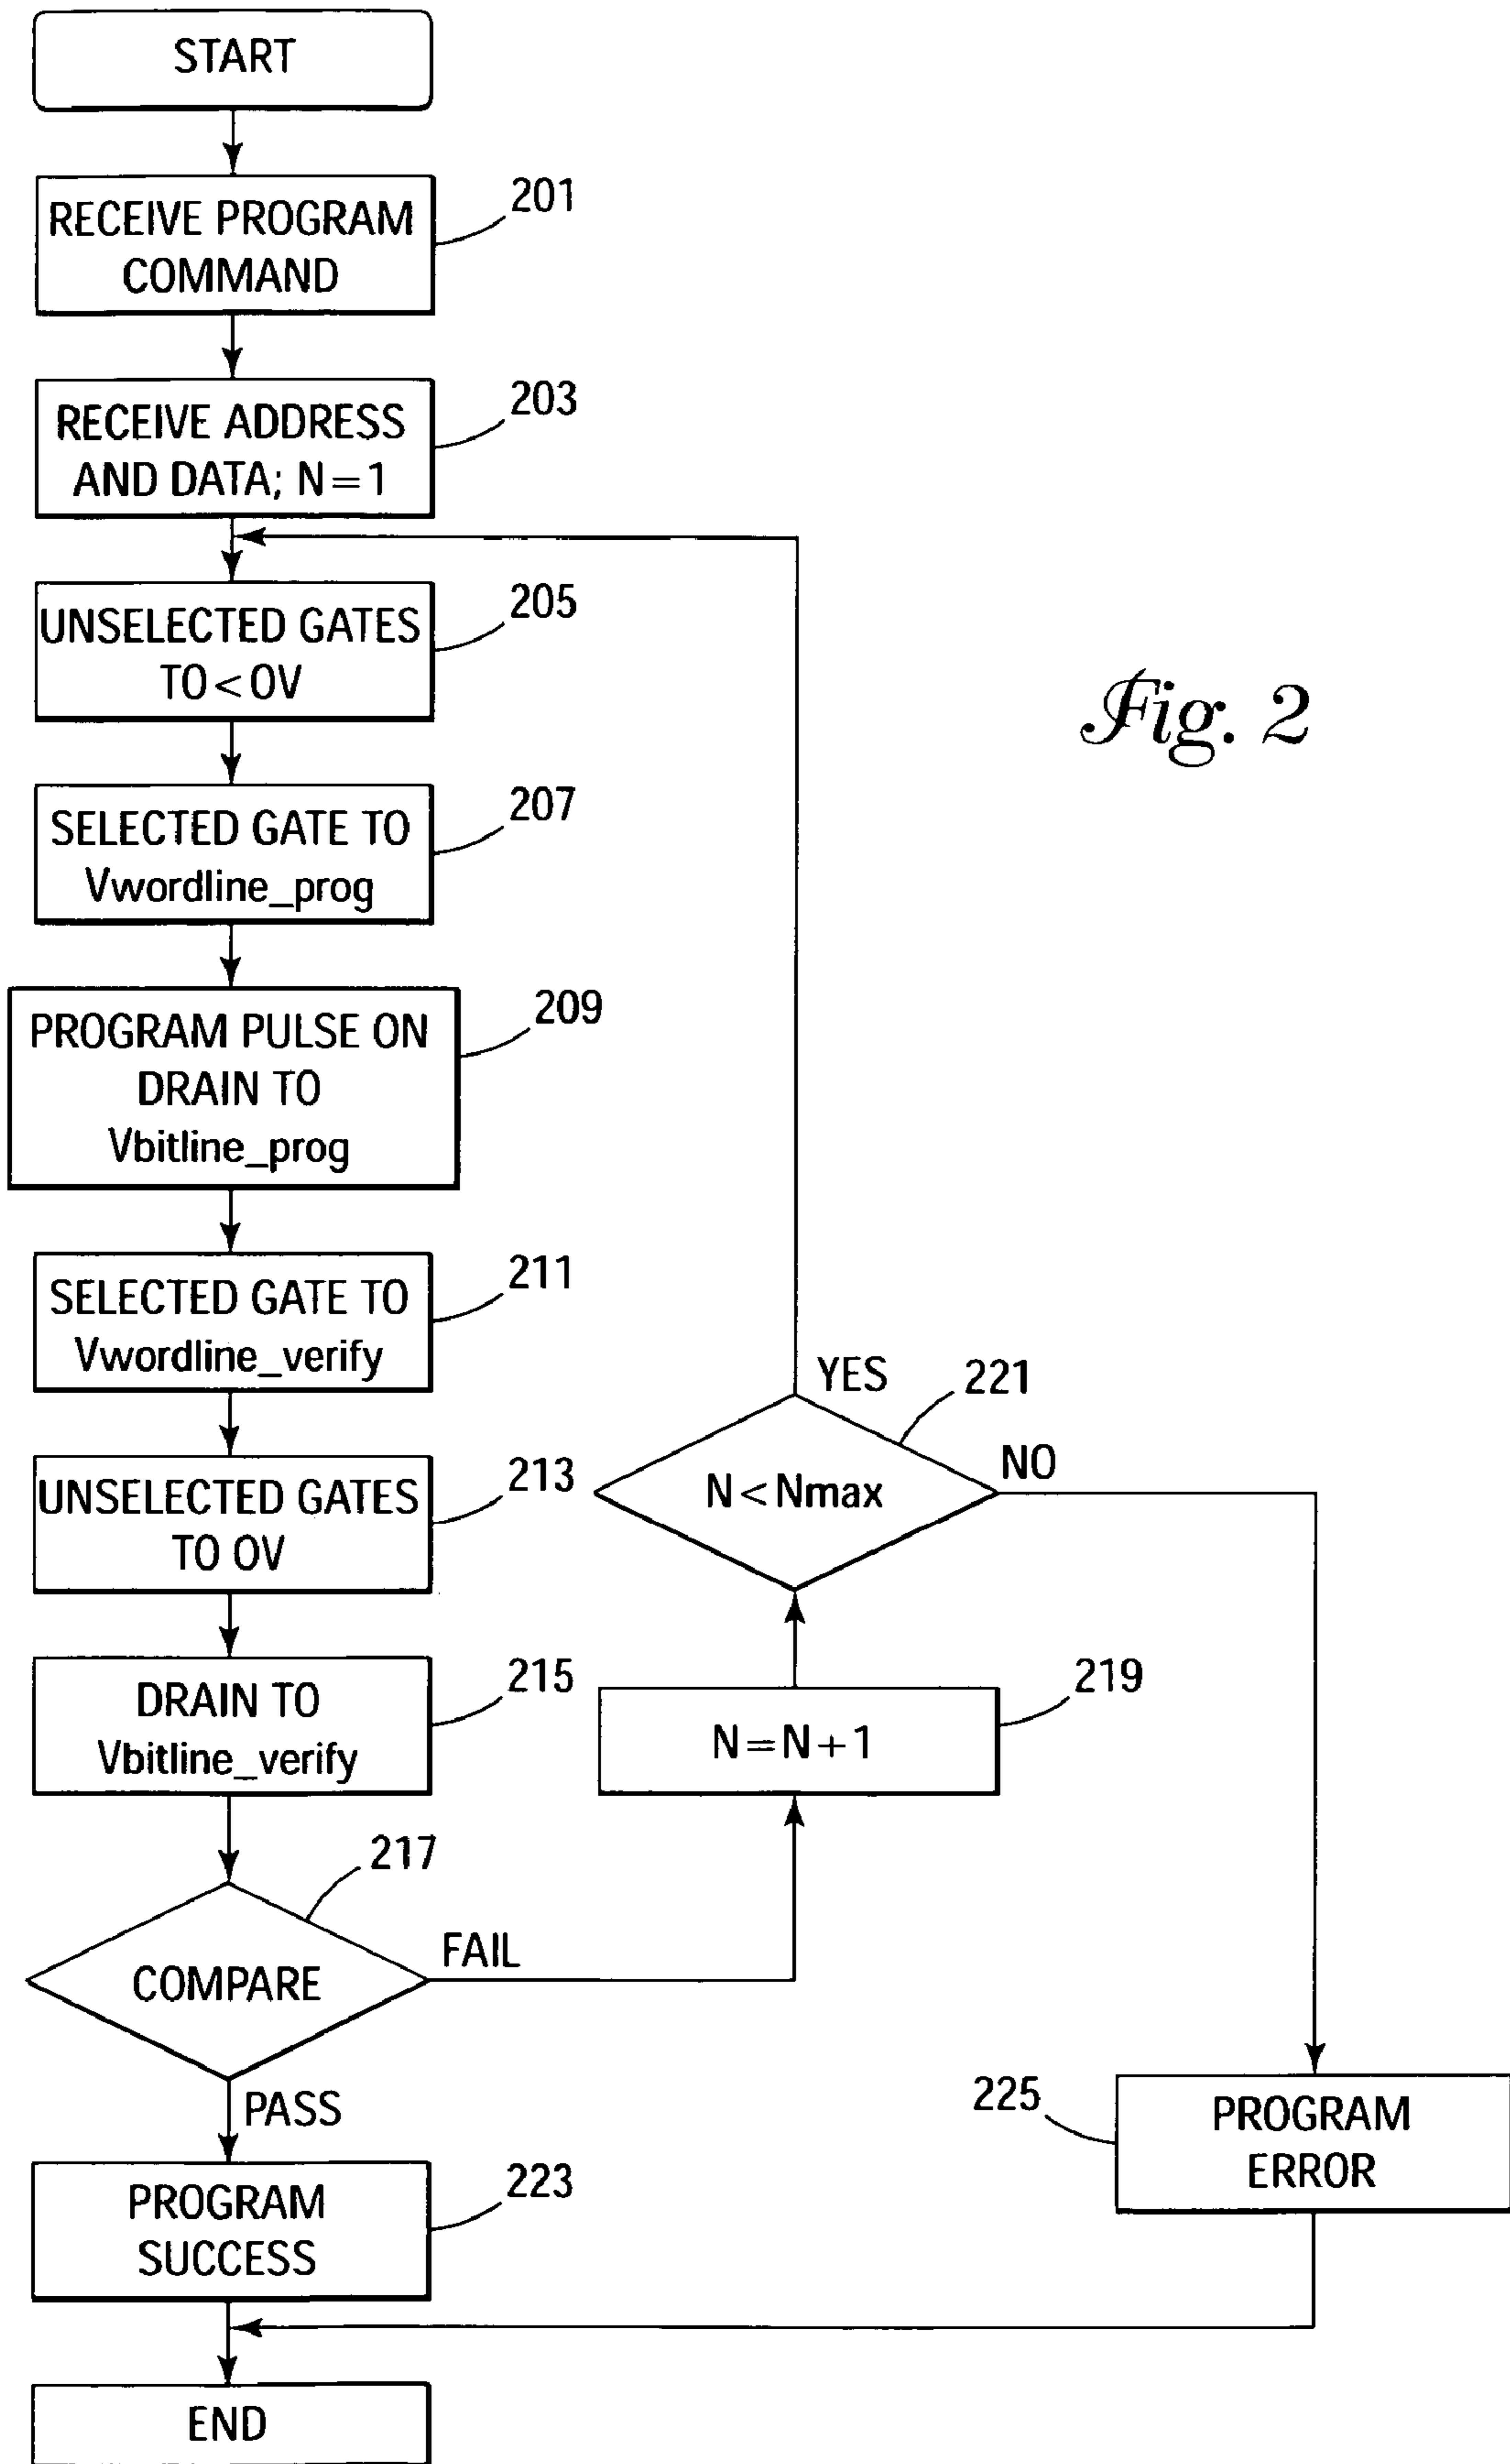 START
RECEIVE PROGRAM
COMMAND
201
RECEIVE ADDRESS
AND DATA; N=1
203
UNSELECTED GATES
TO<OV
205
Fig. 2
SELECTED GATE TO
Vwordline_prog
207
PROGRAM PULSE ON
DRAIN TO
Vbitline_prog
209
SELECTED GATE TO
Vwordline_verify
211
UNSELECTED GATES
TO OV
213
DRAIN TO
Vbitline_verify
215
COMPARE
217
FAIL
PASS
N=N+1
219
N<Nmax
221
YES
NO
PROGRAM
SUCCESS
223
PROGRAM
ERROR
225
END